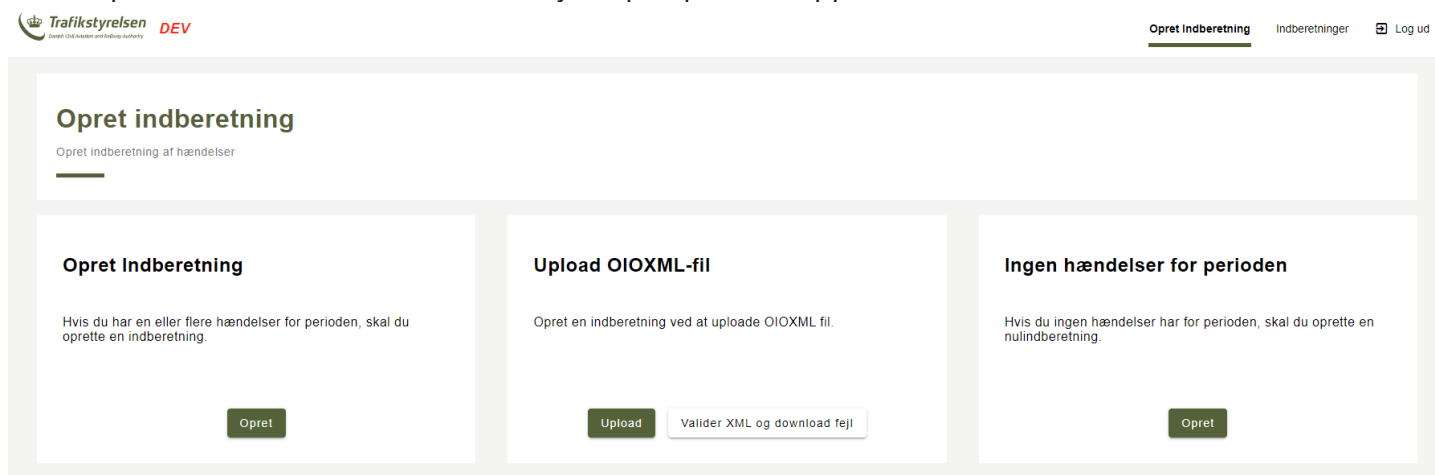 Trafikstyrelsen
Danish Civil Aviation and Railway Authority
DEV
Opret Indberetning
Indberetninger
Log ud
Opret indberetning
Opret indberetning af hændelser
Opret Indberetning
Hvis du har en eller flere hændelser for perioden, skal du
oprette en indberetning.
Opret
Upload OIOXML-fil
Opret en indberetning ved at uploade OIOXML fil.
Upload
Valider XML og download fejl
Ingen hændelser for perioden
Hvis du ingen hændelser har for perioden, skal du oprette en
nulindberetning.
Opret